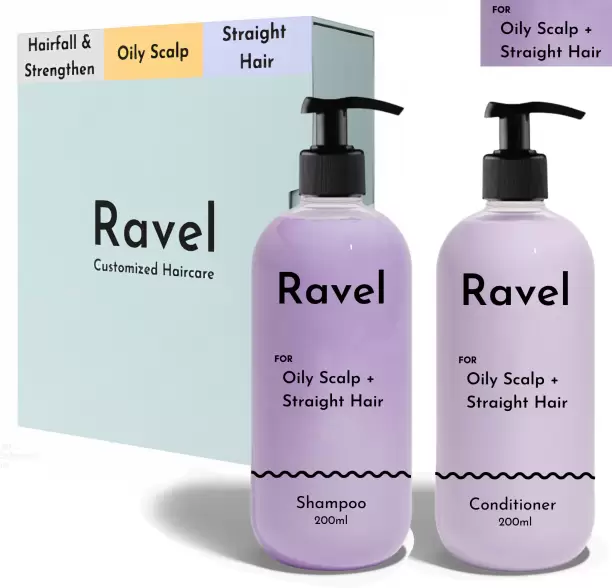 Hairfall &
Strengthen
Oily Scalp
Straight
Hair
FOR
Oily Scalp +
Straight Hair
Ravel
Customized Haircare
Ravel
FOR
Oily Scalp +
Straight Hair
Shampoo
200ml
Ravel
FOR
Oily Scalp +
Straight Hair
Conditioner
200ml